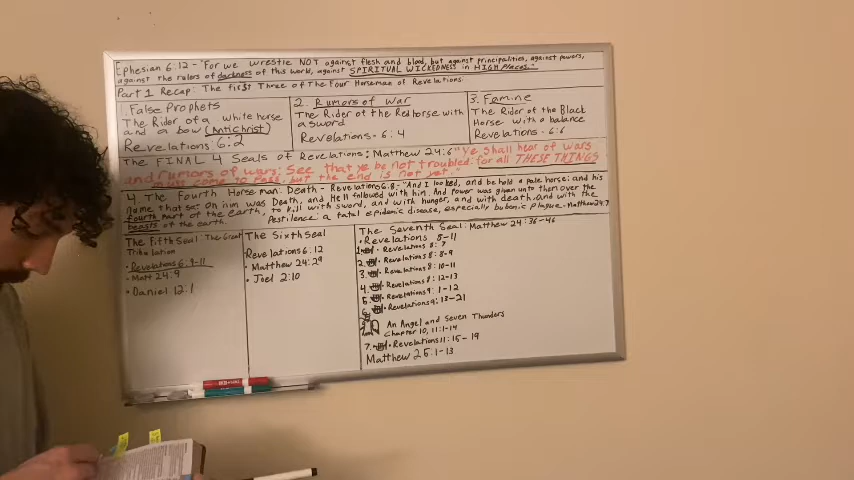 Ephesian 6:12 - "For we wrestle NOT against flesh and blood, but against principalities, against powers,
against the rulers of darkness of this world, against SPIRITUAL WICKEDNESS in HIGH Places."
Part 1 Recap: The first Three of The Four Horseman of Revelations:
1. False Prophets
The Rider of a white horse
and a bow (Antichrist)
Revelations: 6:2
2. Rumors of War
The Rider of the Red horse with
a sword
Revelations - 6:4
3. Famine
The Rider of the Black
Horse with a balance
Revelations - 6:6
The FINAL 4 Seals of Revelations: Matthew 24:6 "Ye shall hear of wars
and rumors of wars: See that ye be not troubled: for all THESE THINGS
must come to pass, but the end is not yet."
4 The Fourth Horseman: Death - Revelations 6:8 - "And I looked, and behold a pale horse: and his
name that sat on him was Death, and Hell followed with him. And Power was given unto them over the
fourth part of the earth, to kill with sword, and with hunger, and with death, and with the
beasts of the earth. Pestilence: a fatal epidemic disease, especially bubonic plague. - Matthew 24:7
The Fifth Seal: The Great
Tribulation
• Revelations 6:9-11
• Matt 24:9
• Daniel 12:1
The Sixth Seal
Revelations 6:12
• Matthew 24:29
• Joel 2:10
The Seventh Seal: Matthew 24:36-46
• Revelations 8-11
1. • Revelations 8:7
2. • Revelations 8:8-9
3. • Revelations 8:10-11
4. • Revelations 8:12-13
5. • Revelations 9:1-12
6. • Revelations 9:13-21
An Angel and Seven Thunders
Chapter 10, 11:1-14
7. • Revelations 11:15-19
Matthew 25:1-13